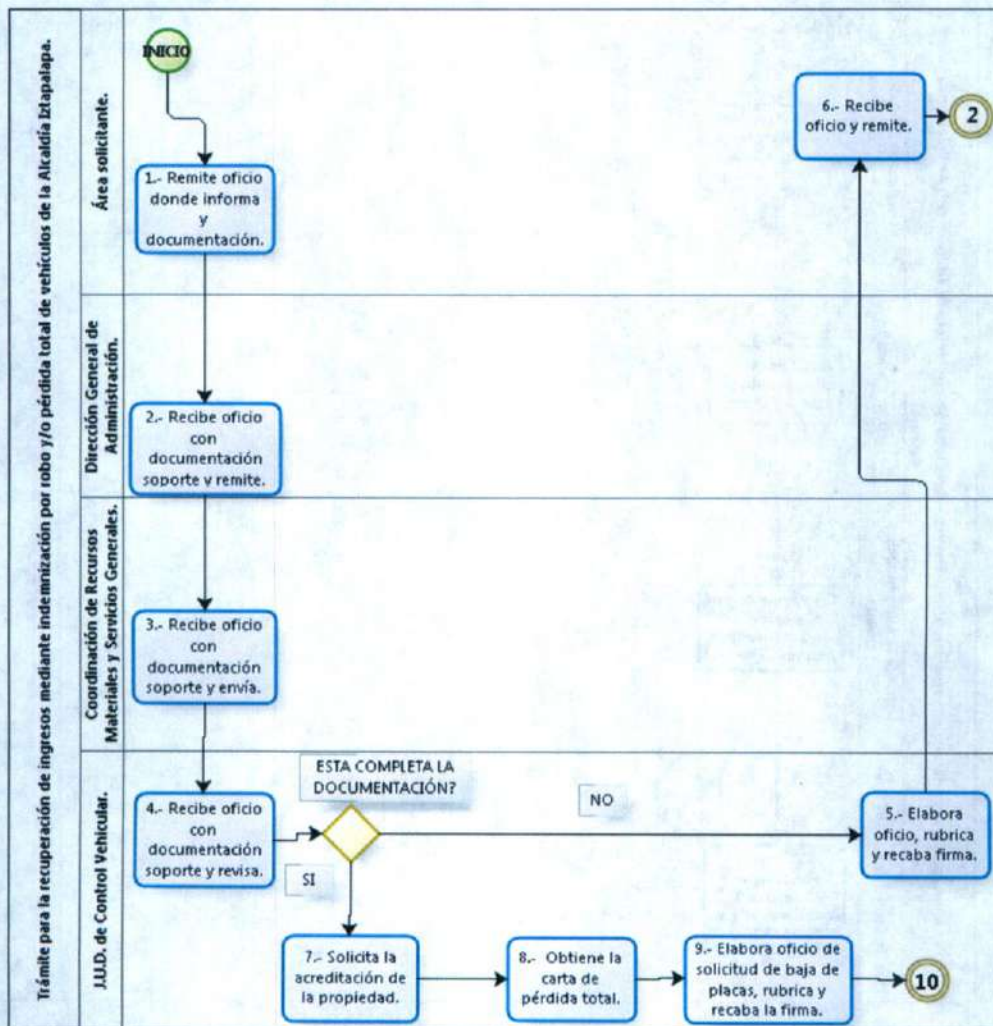 Trámite para la recuperación de ingresos mediante indemnización por robo y/o pérdida total de vehículos de la Alcaldía Iztapalapa.
Área solicitante.
INICIO
1.- Remite oficio
donde informa
y
documentación.
6.- Recibe
oficio y remite.
2
Dirección General de
Administración.
2.- Recibe oficio
con
documentación
soporte y remite.
Coordinación de Recursos
Materiales y Servicios Generales.
3.- Recibe oficio
con
documentación
soporte y envía.
J.U.D. de Control Vehicular.
4.- Recibe oficio
con
documentación
soporte y revisa.
ESTA COMPLETA LA
DOCUMENTACIÓN?
NO
SI
5.- Elabora
oficio, rubrica
y recaba firma.
7.- Solicita la
acreditación de
la propiedad.
8.- Obtiene la
carta de
pérdida total.
9.- Elabora oficio de
solicitud de baja de
placas, rubrica y
recaba la firma.
10